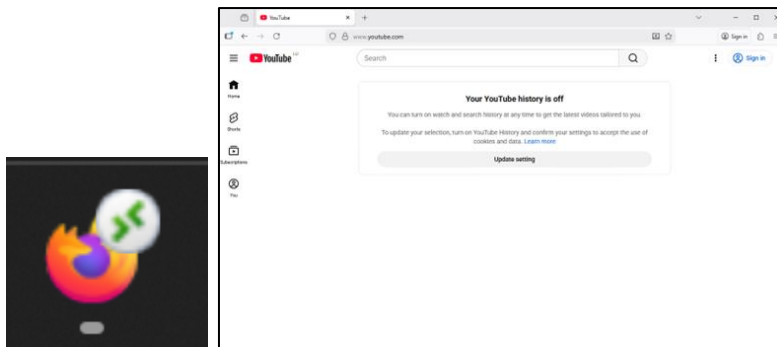 YouTube
www.youtube.com
Sign in
YouTube
Search
Sign in
Home
Shorts
Subscriptions
You
Your YouTube history is off
You can turn on watch and search history at any time to get the latest videos tailored to you.
To update your selection, turn on YouTube History and confirm your settings to accept the use of
cookies and data. Learn more
Update setting